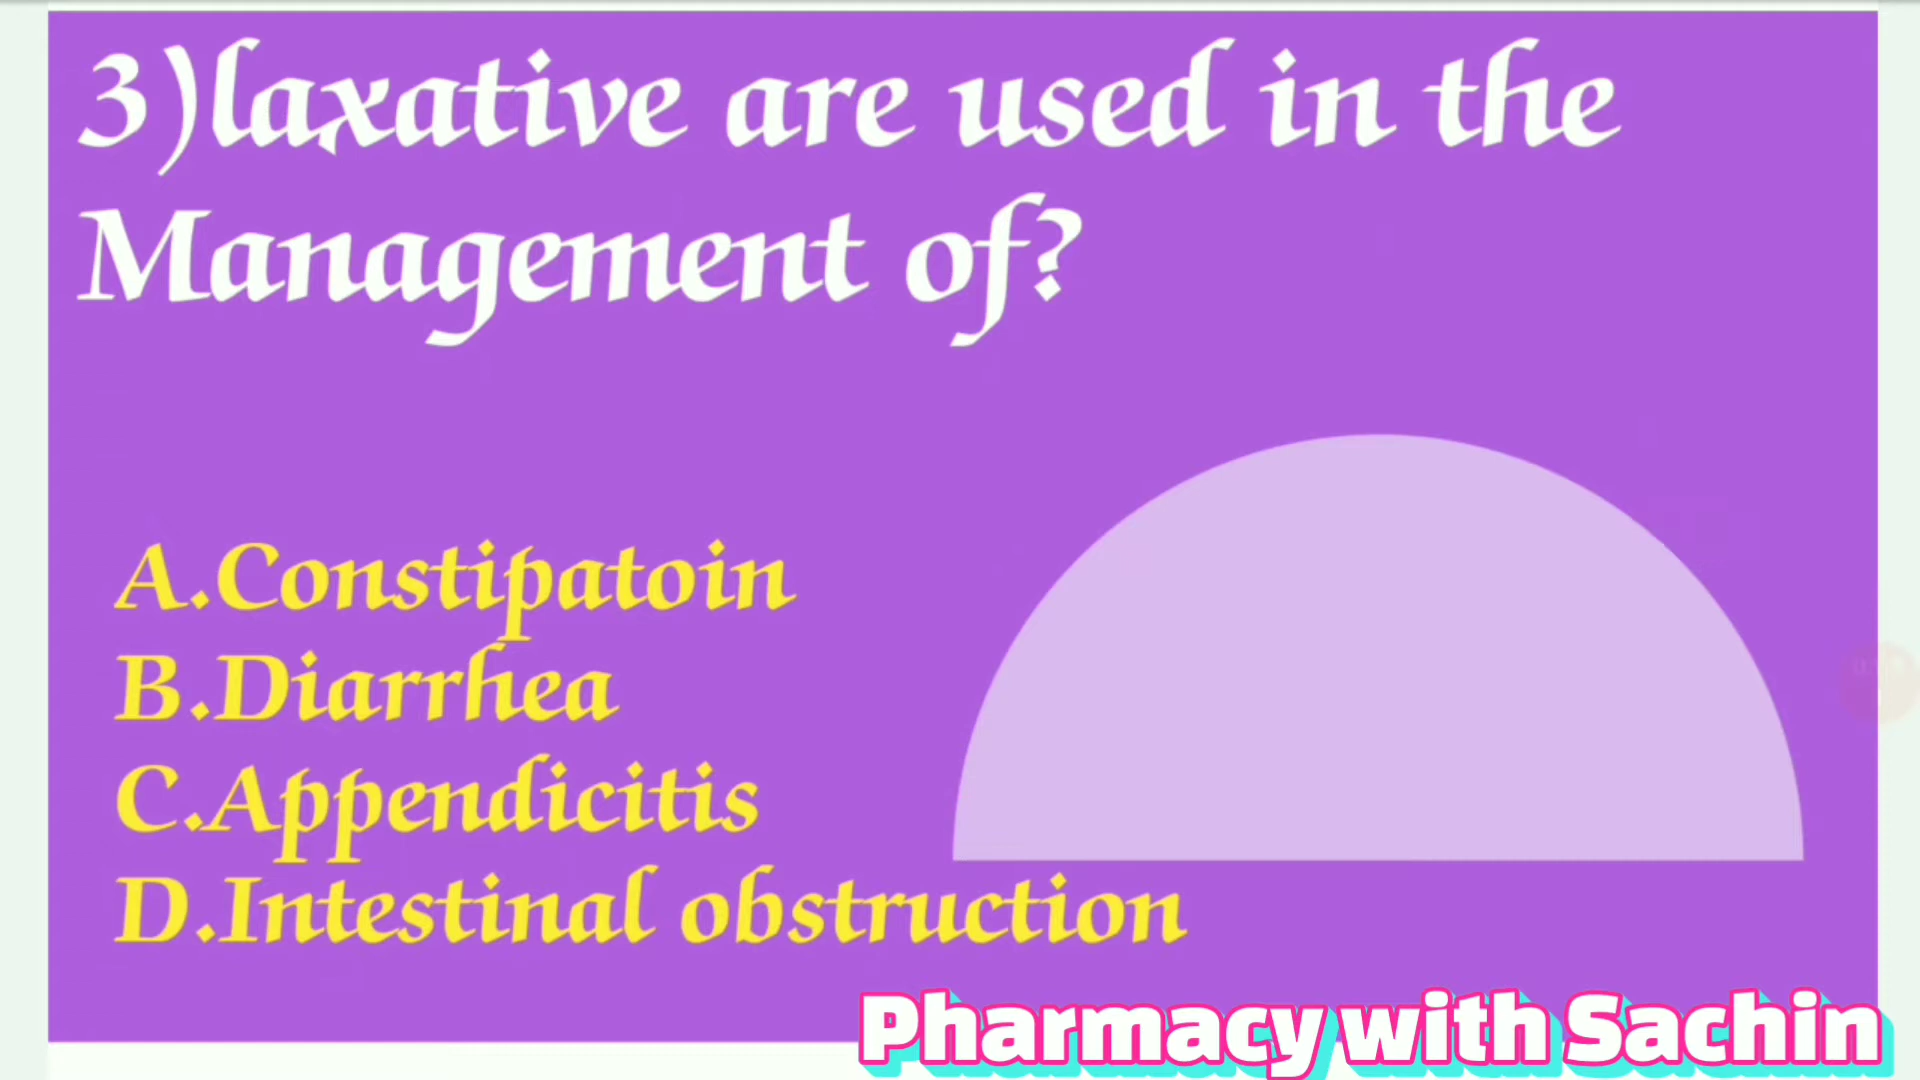 3)laxative are used in the
Management of?
A.Constipatoin
B.Diarrhea
C.Appendicitis
D.Intestinal obstruction
Pharmacy with Sachin